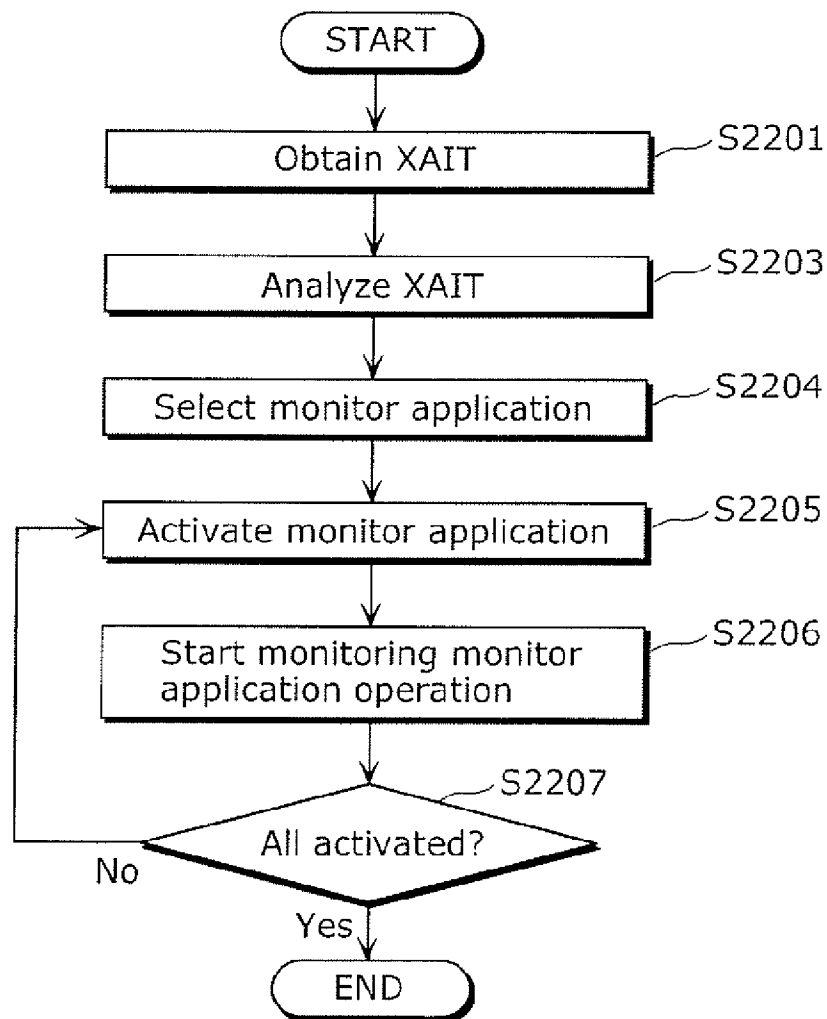 START
Obtain XAIT
S2201
Analyze XAIT
S2203
Select monitor application
S2204
Activate monitor application
S2205
Start monitoring monitor
application operation
S2206
S2207
All activated?
No
Yes
END